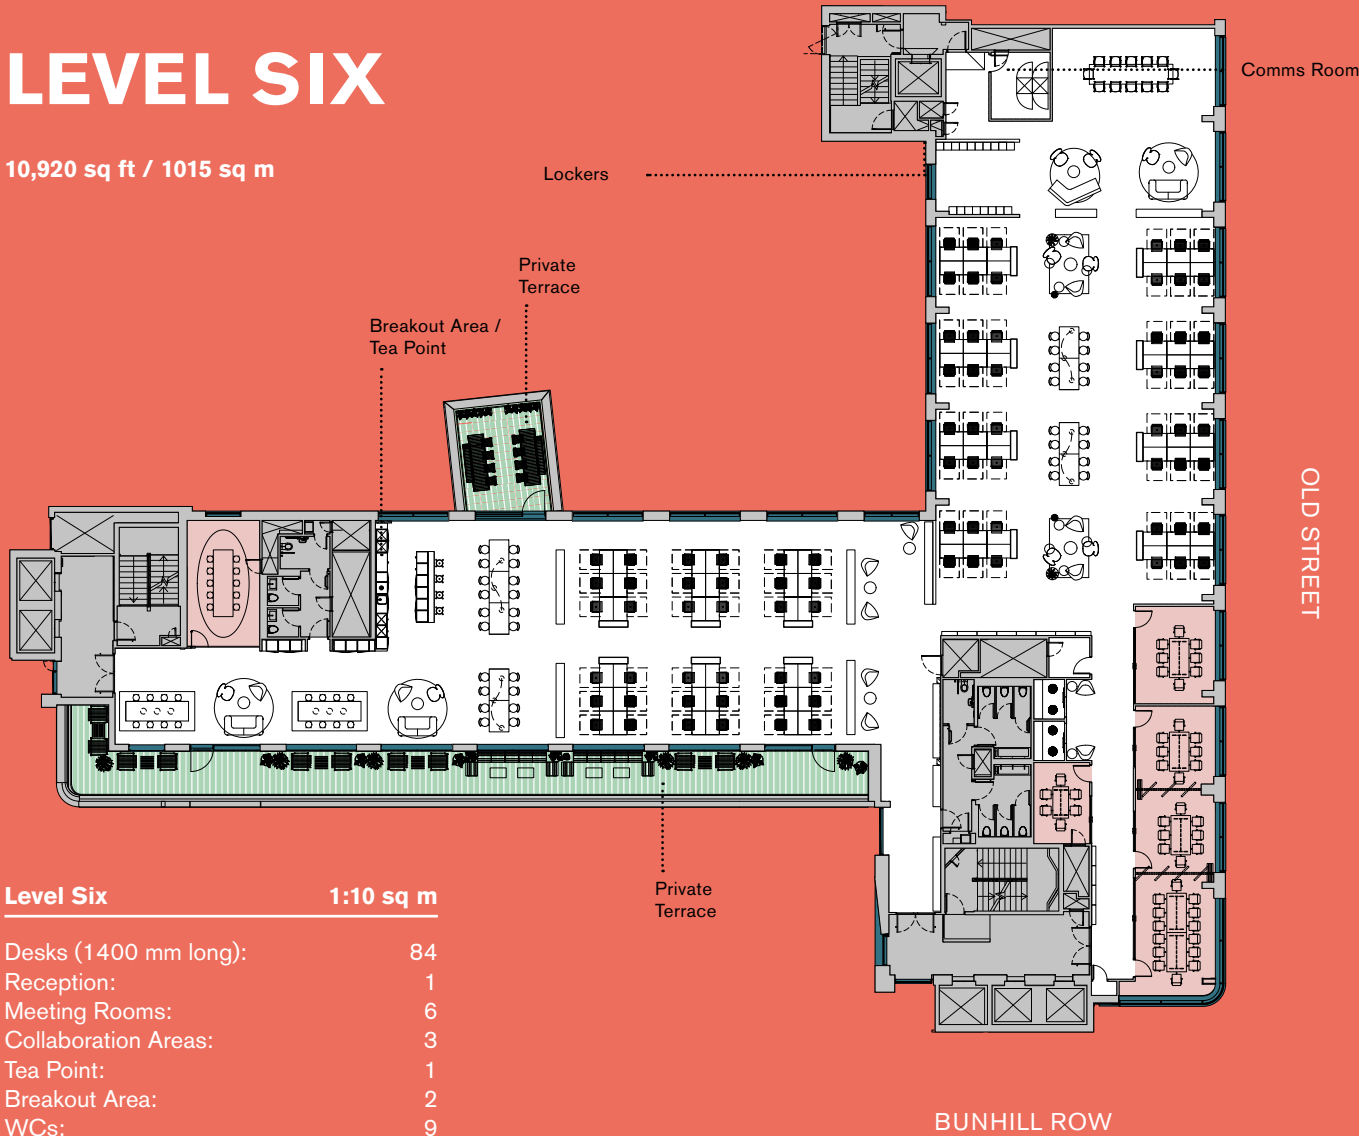 LEVEL SIX
10,920 sq ft / 1015 sq m
Comms Room
Lockers
Private
Terrace
Breakout Area /
Tea Point
OLD STREET
Private
Terrace
Level Six 1:10 sq m
Desks (1400 mm long): 84
Reception: 1
Meeting Rooms: 6
Collaboration Areas: 3
Tea Point: 1
Breakout Area: 2
WCs: 9
BUNHILL ROW